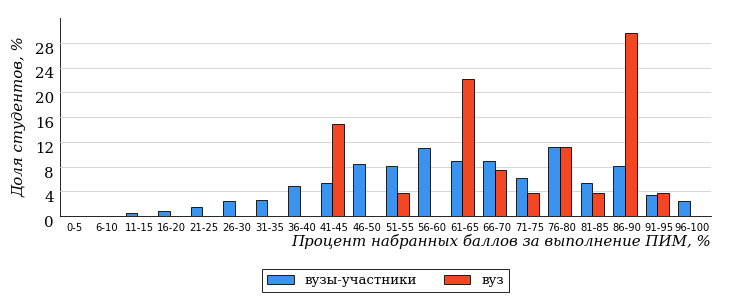 Доля студентов, %
28
24
20
16
12
8
4
0
0-5 6-10 11-15 16-20 21-25 26-30 31-35 36-40 41-45 46-50 51-55 56-60 61-65 66-70 71-75 76-80 81-85 86-90 91-95 96-100
Процент набранных баллов за выполнение ПИМ, %
вузы-участники вуз